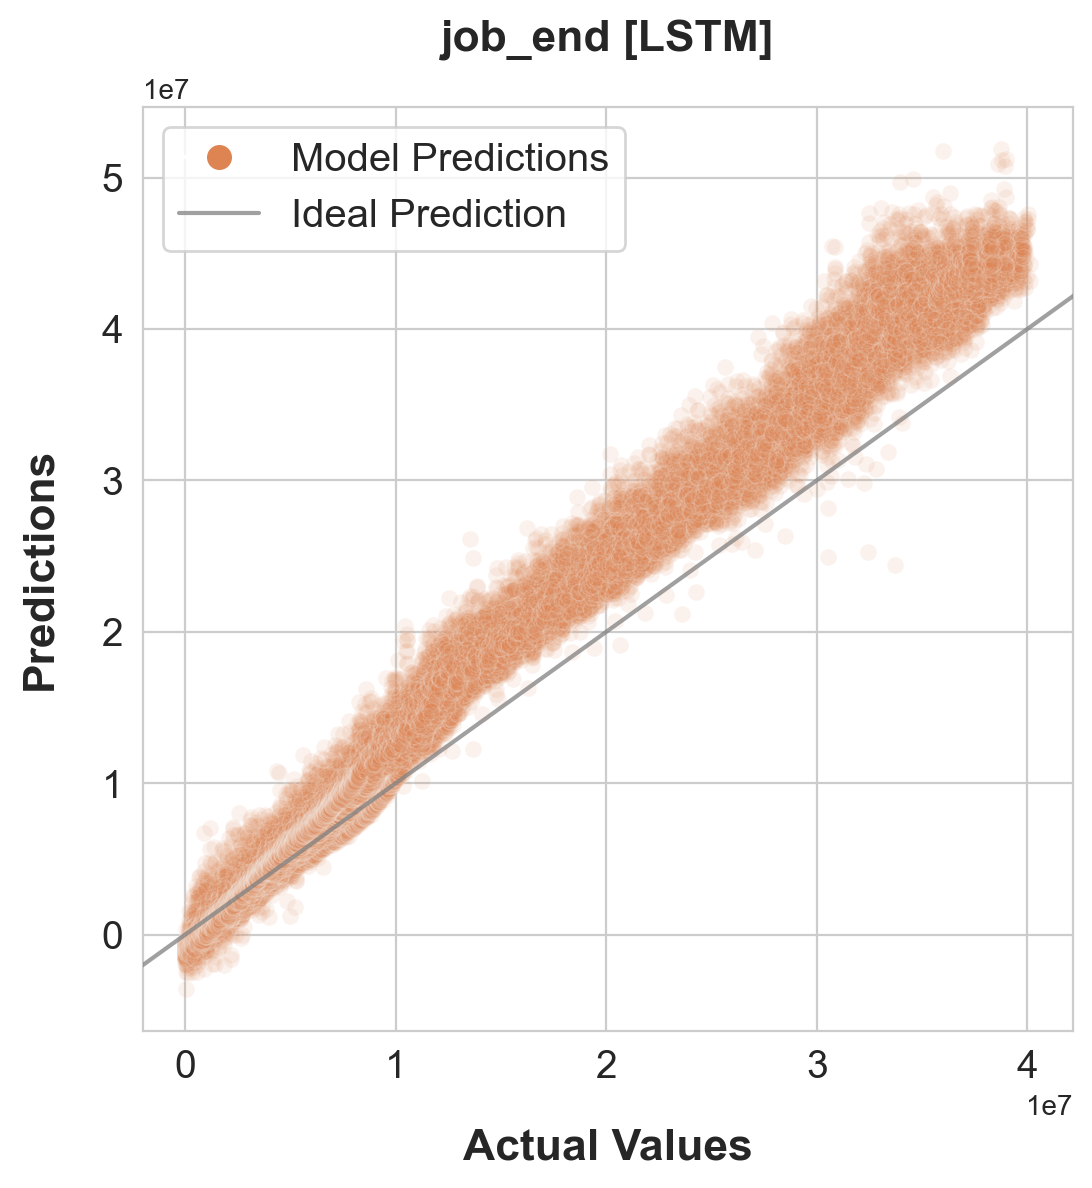 job_end [LSTM]
1e7
Model Predictions
Ideal Prediction
5
4
3
2
1
0
Predictions
0 1 2 3 4
1e7
Actual Values